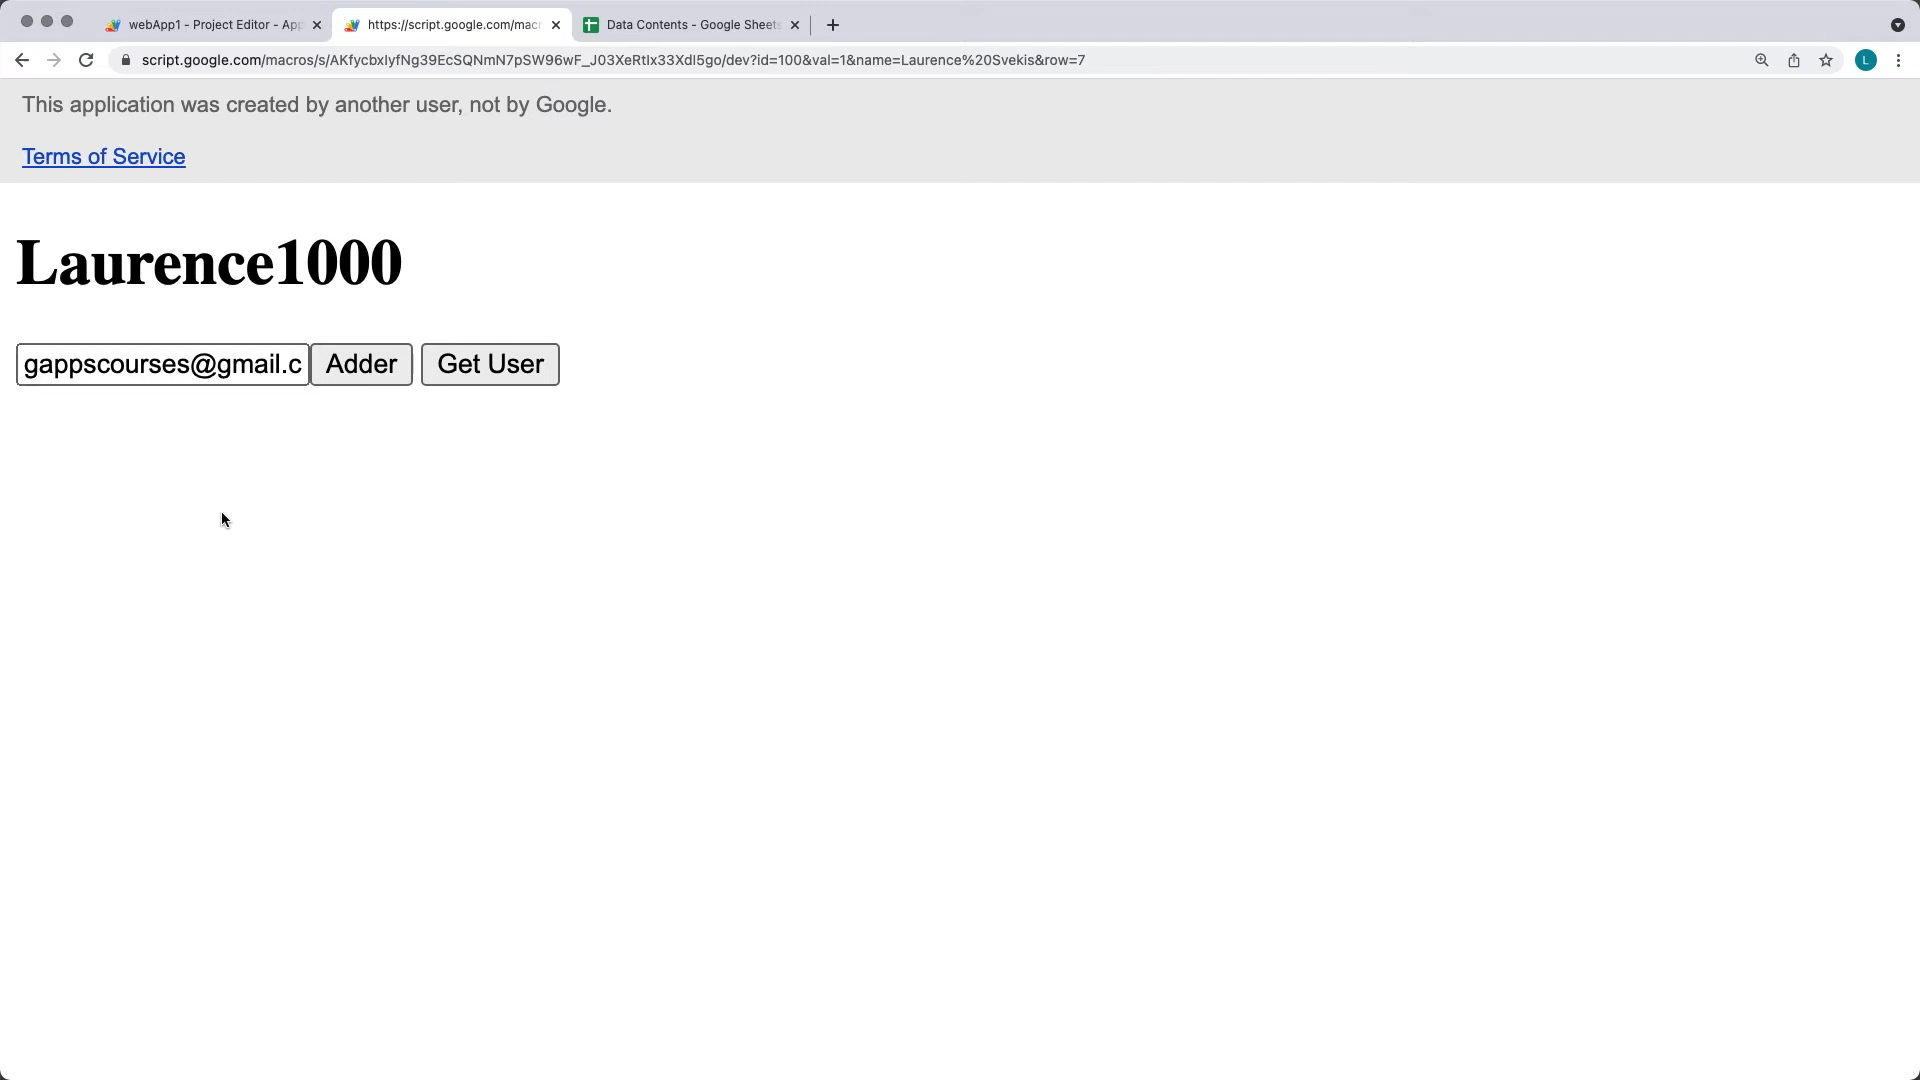 webApp1 - Project Editor - App
https://script.google.com/mac
Data Contents - Google Sheets
script.google.com/macros/s/AKfycbxIyfNg39EcSQNmN7pSW96wF_J03XeRtIx33XdI5go/dev?id=100&val=1&name=Laurence%20Svekis&row=7
L
This application was created by another user, not by Google.
Terms of Service
Laurence1000
gappscourses@gmail.c Adder Get User